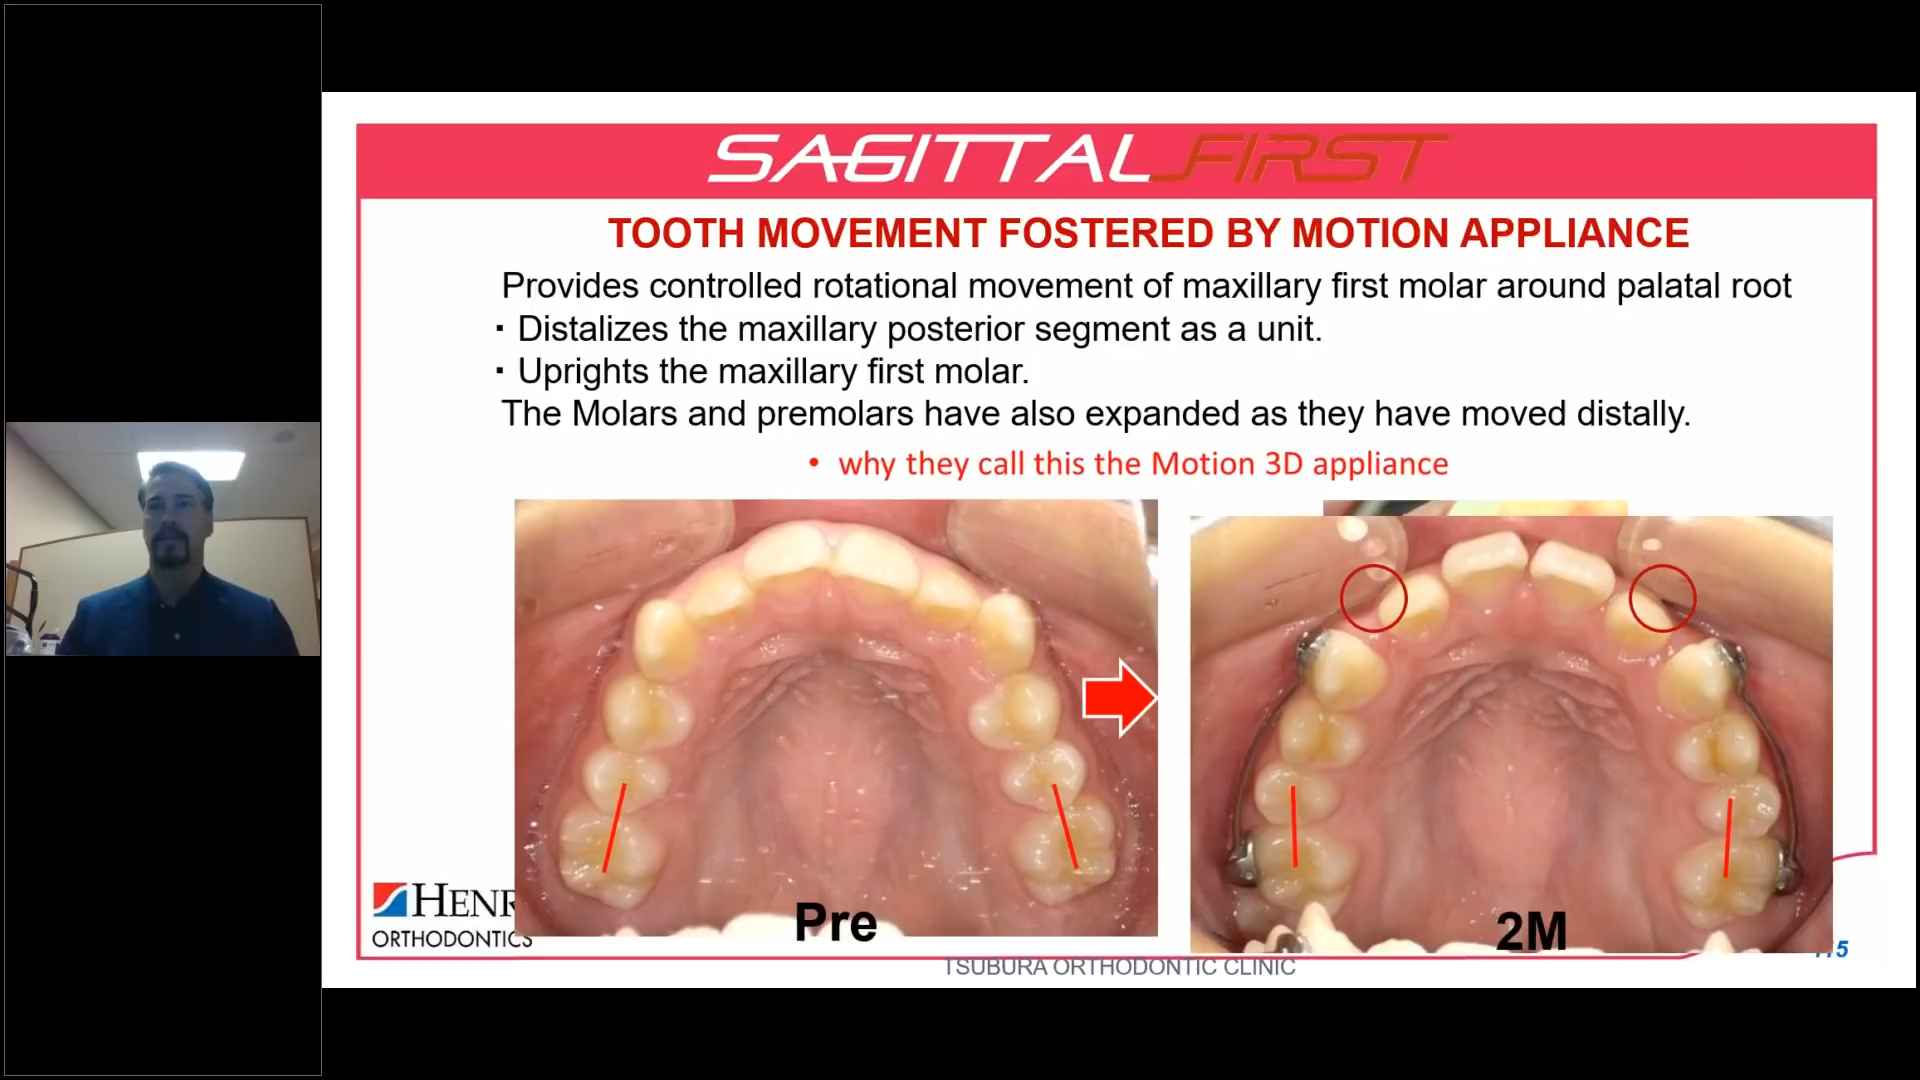 SAGITTAL FIRST
TOOTH MOVEMENT FOSTERED BY MOTION APPLIANCE
Provides controlled rotational movement of maxillary first molar around palatal root
· Distalizes the maxillary posterior segment as a unit.
· Uprights the maxillary first molar.
The Molars and premolars have also expanded as they have moved distally.
• why they call this the Motion 3D appliance
Pre
2M
ORTHODONTICS
TSUBURA ORTHODONTIC CLINIC